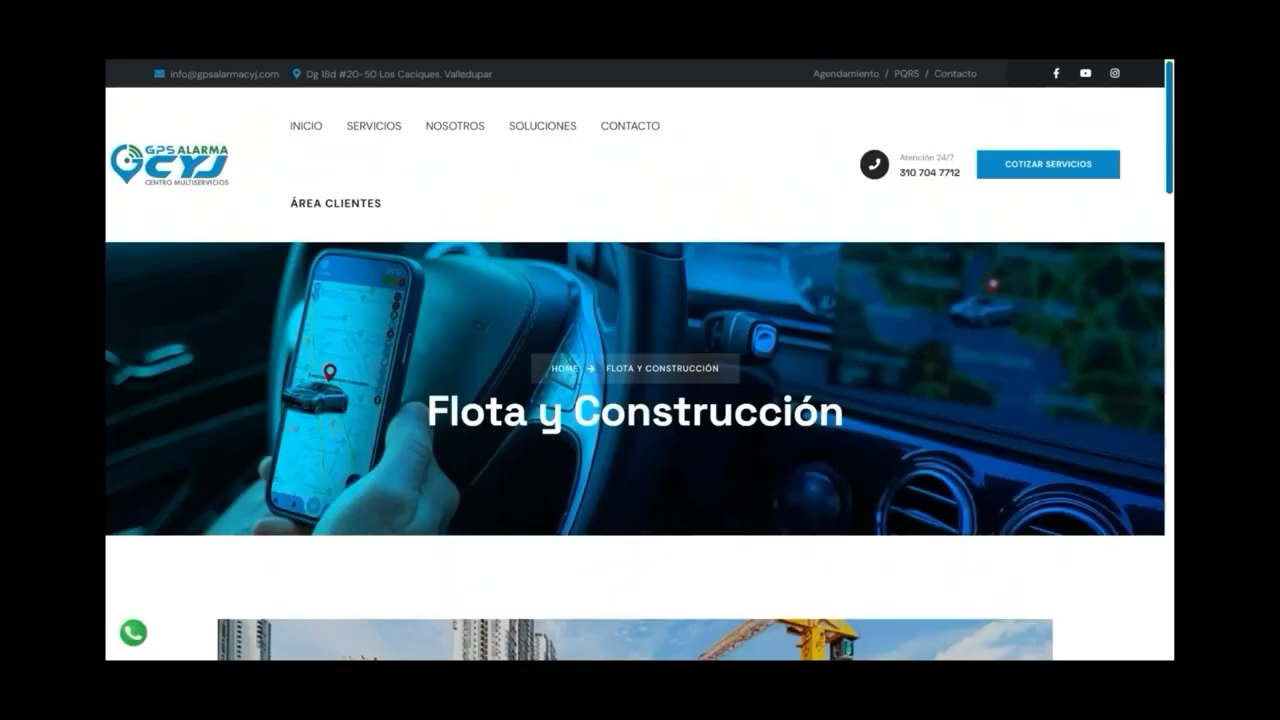 info@gpsalarmacyj.com Dg 18d #20-50 Los Caciques. Valledupar
Agendamiento / PQRS / Contacto
INICIO SERVICIOS NOSOTROS SOLUCIONES CONTACTO
GPS ALARMA
CYJ
CENTRO MULTISERVICIOS
Atención 24/7
310 704 7712
COTIZAR SERVICIOS
ÁREA CLIENTES
HOME → FLOTA Y CONSTRUCCIÓN
Flota y Construcción